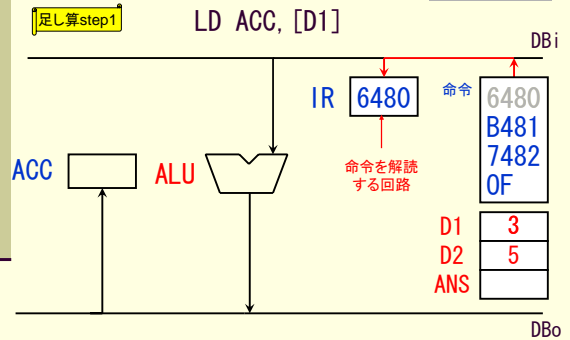 足し算step1
LD ACC, [D1]
DBi
IR
6480
命令
6480
B481
7482
0F
命令を解読
する回路
ACC
ALU
D1
3
D2
5
ANS
DBo